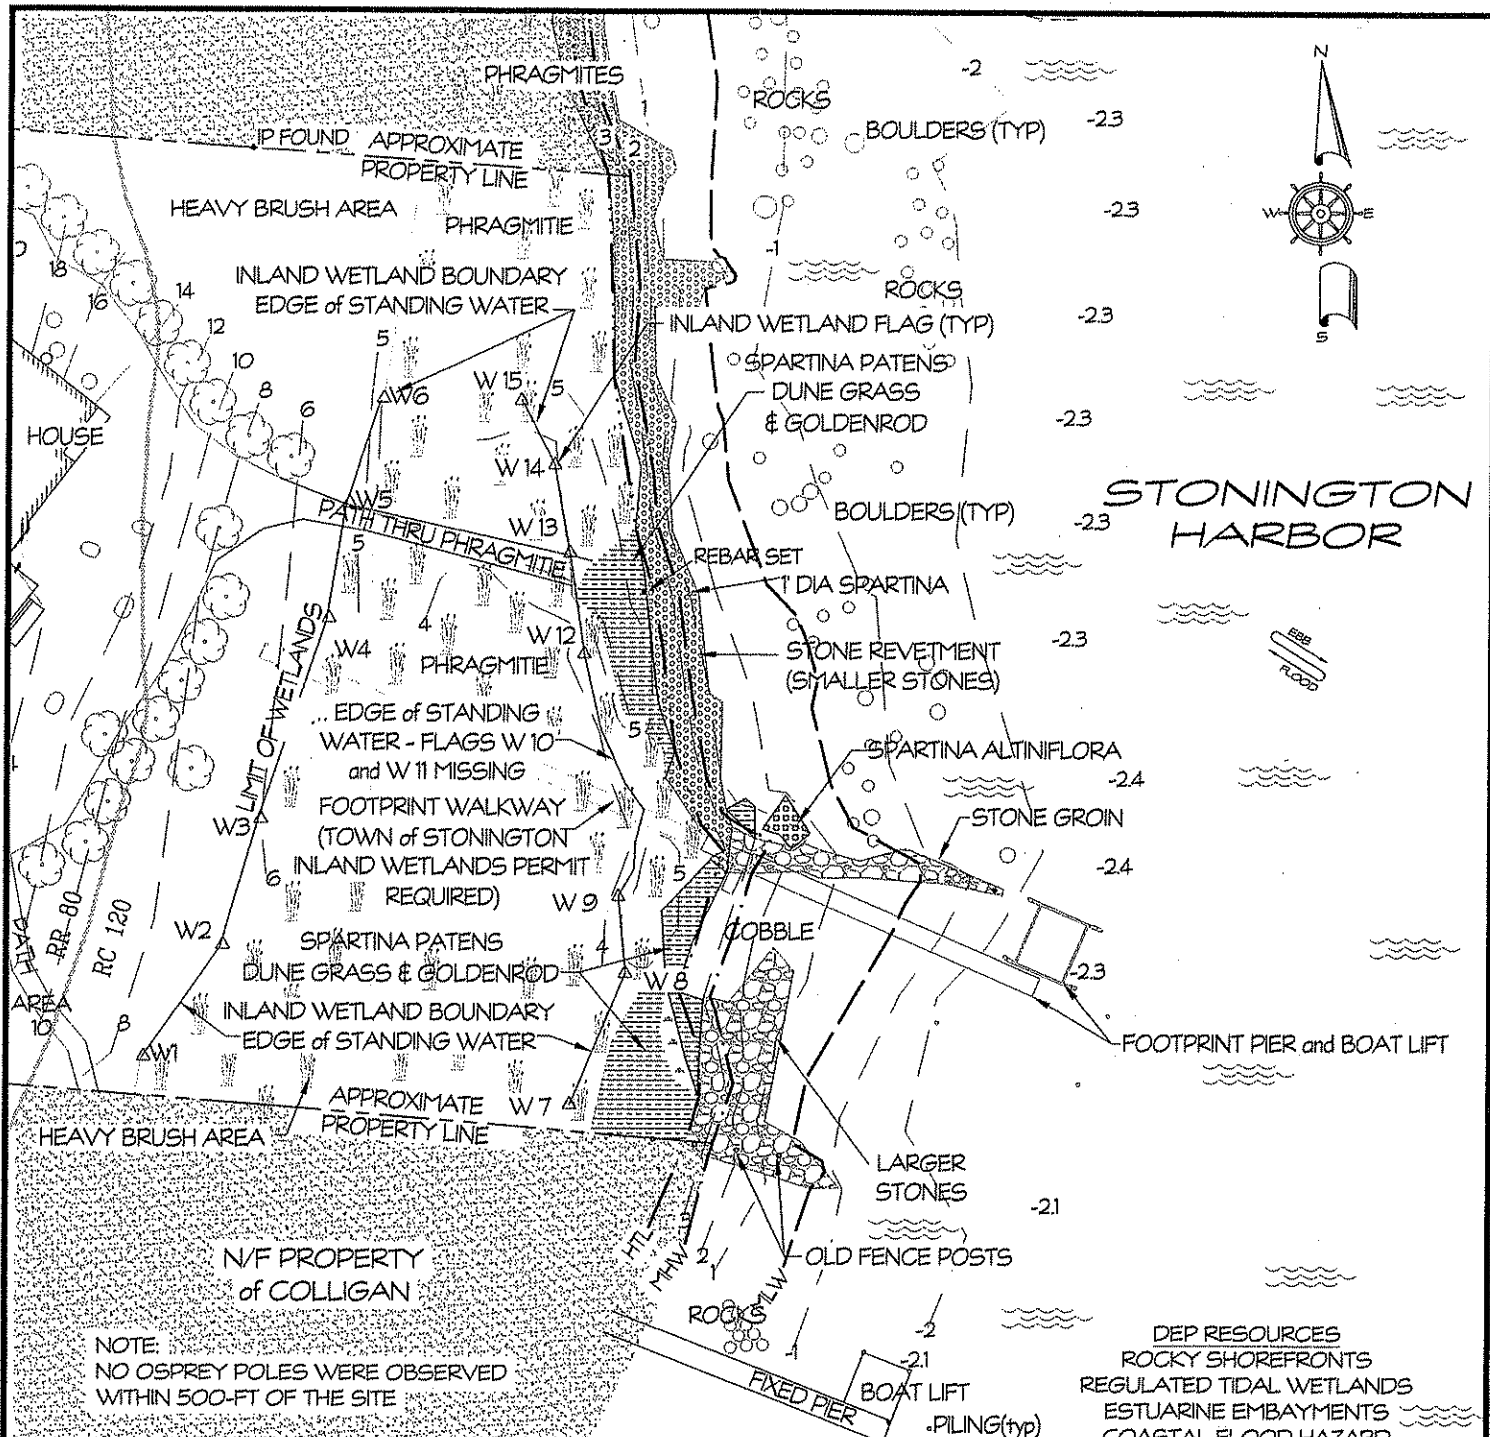 PHRAGMITES
-2
N
ROCKS
1
BOULDERS (TYP)
-2.3
3
2
IP FOUND
APPROXIMATE
PROPERTY LINE
HEAVY BRUSH AREA
PHRAGMITIE
-2.3
W
E
-1
18
16
14
12
10
8
6
INLAND WETLAND BOUNDARY
EDGE of STANDING WATER
ROCKS
5
INLAND WETLAND FLAG (TYP)
-2.3
S
SPARTINA PATENS
DUNE GRASS
& GOLDENROD
W 15
5
W6
-2.3
HOUSE
W 14
STONINGTON
HARBOR
W5
PATH THRU PHRAGMITIE
5
W 13
BOULDERS (TYP)
-2.3
REBAR SET
1' DIA SPARTINA
4
W 12
W4
-2.3
EBB
FLOOD
PHRAGMITIE
STONE REVETMENT
(SMALLER STONES)
LIMIT OF WETLANDS
... EDGE of STANDING
WATER - FLAGS W 10
and W 11 MISSING
5
SPARTINA ALTINIFLORA
-2.4
W3
FOOTPRINT WALKWAY
(TOWN of STONINGTON
INLAND WETLANDS PERMIT
REQUIRED)
STONE GROIN
-2.4
6
5
W 9
W2
PATH
AREA
RR-80
RC 120
COBBLE
SPARTINA PATENS
DUNE GRASS & GOLDENROD
4
W 8
-2.3
10
8
INLAND WETLAND BOUNDARY
EDGE of STANDING WATER
W1
FOOTPRINT PIER and BOAT LIFT
APPROXIMATE
PROPERTY LINE
W 7
HEAVY BRUSH AREA
LARGER
STONES
-2.1
N/F PROPERTY
of COLLIGAN
HTL
MHW
2
1
MLW
OLD FENCE POSTS
ROCKS
-1
-2
-2.1
NOTE:
NO OSPREY POLES WERE OBSERVED
WITHIN 500-FT OF THE SITE
FIXED PIER
BOAT LIFT
PILING(typ)
DEP RESOURCES
ROCKY SHOREFRONTS
REGULATED TIDAL WETLANDS
ESTUARINE EMBAYMENTS
COASTAL FLOOD HAZARD